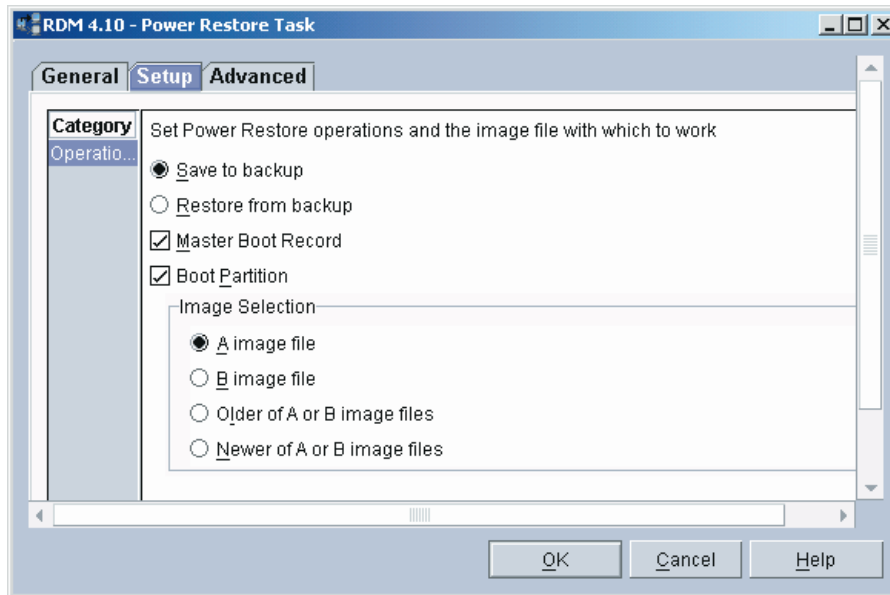 RDM 4.10 - Power Restore Task
General Setup Advanced
Category
Operatio...
Set Power Restore operations and the image file with which to work
Save to backup
Restore from backup
Master Boot Record
Boot Partition
Image Selection
A image file
B image file
Older of A or B image files
Newer of A or B image files
OK Cancel Help